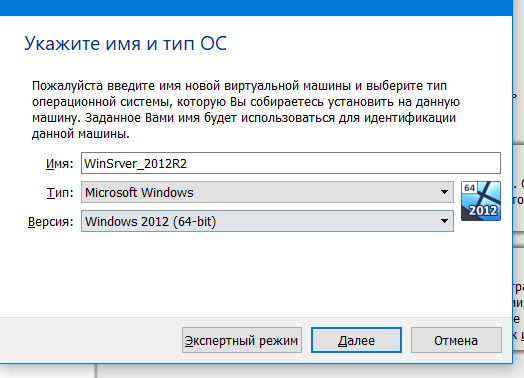 Укажите имя и тип ОС
Пожалуйста введите имя новой виртуальной машины и выберите тип
операционной системы, которую Вы собираетесь установить на данную
машину. Заданное Вами имя будет использоваться для идентификации
данной машины.
Имя: WinSrver_2012R2
Тип: Microsoft Windows
64
2012
Версия: Windows 2012 (64-bit)
Экспертный режим Далее Отмена